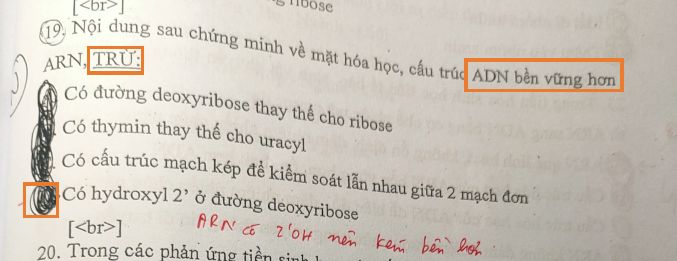 [<br>]
19. Nội dung sau chứng minh về mặt hóa học, cấu trúc ADN bền vững hơn
ARN, TRỪ:
Có đường deoxyribose thay thế cho ribose
Có thymin thay thế cho uracyl
Có cấu trúc mạch kép để kiểm soát lẫn nhau giữa 2 mạch đơn
Có hydroxyl 2’ ở đường deoxyribose
[<br>]
ARN có 2'OH nên kém bền hơn
20. Trong các phản ứng tiền sinh